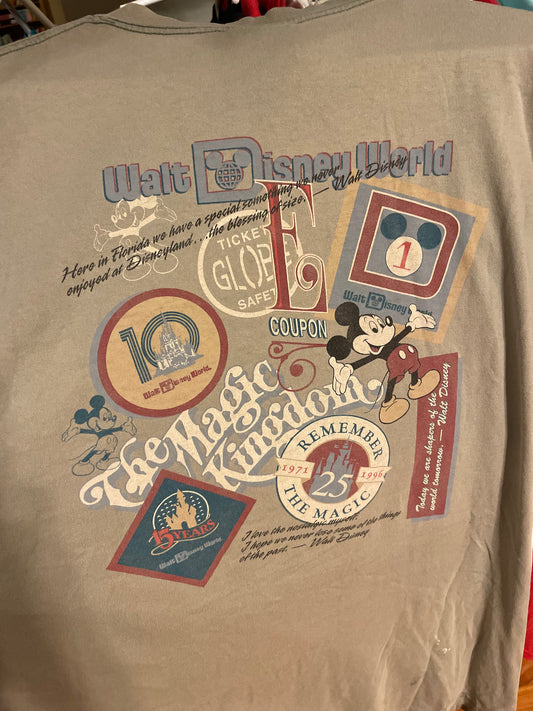 Walt Disney World
Here in Florida we have a special something we never
enjoyed at Disneyland...the blessing of size. — Walt Disney
TICKET
GLOBE
SAFETY
E
COUPON
1
Walt Disney World
10
Walt Disney World.
The Magic
Kingdom
REMEMBER
1971 1996
25
THE MAGIC
Today we are shapers of the
world tomorrow. — Walt Disney
15 YEARS
Walt Disney World.
I love the nostalgic myself.
I hope we never lose some of the things
of the past. — Walt Disney